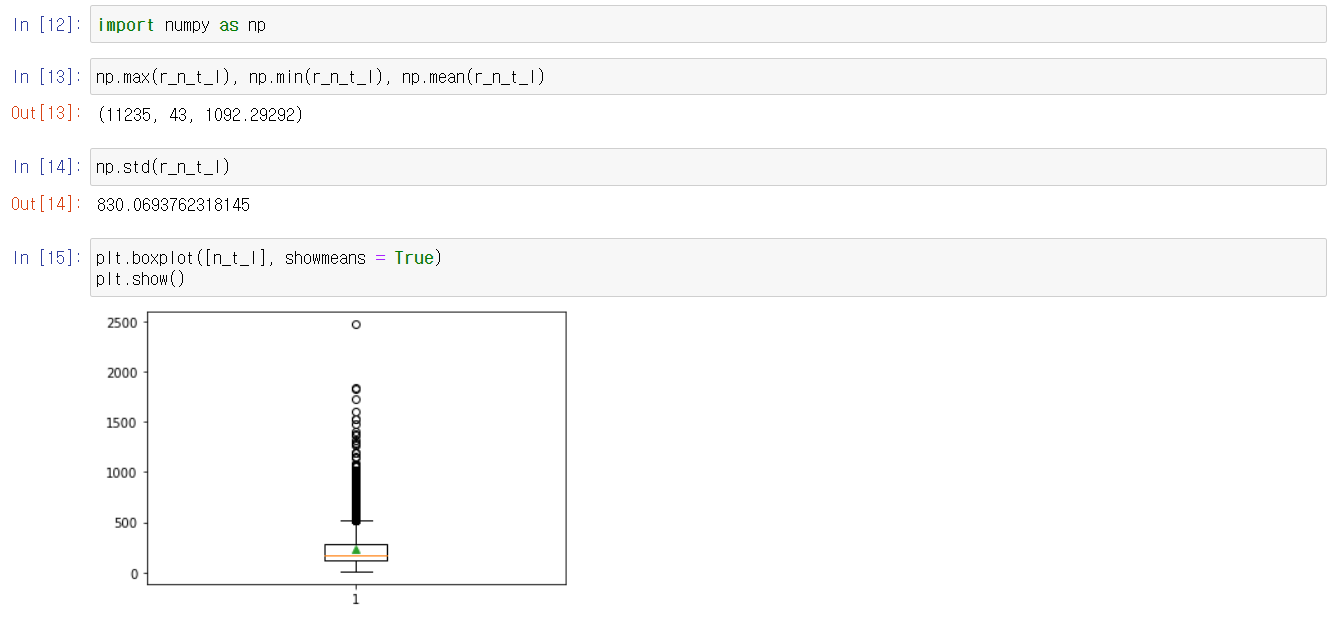 In [12]: import numpy as np
In [13]: np.max(r_n_t_l), np.min(r_n_t_l), np.mean(r_n_t_l)
Out[13]: (11235, 43, 1092.29292)
In [14]: np.std(r_n_t_l)
Out[14]: 830.0693762318145
In [15]: plt.boxplot([n_t_l], showmeans = True)
plt.show()
2500
2000
1500
1000
500
0
1